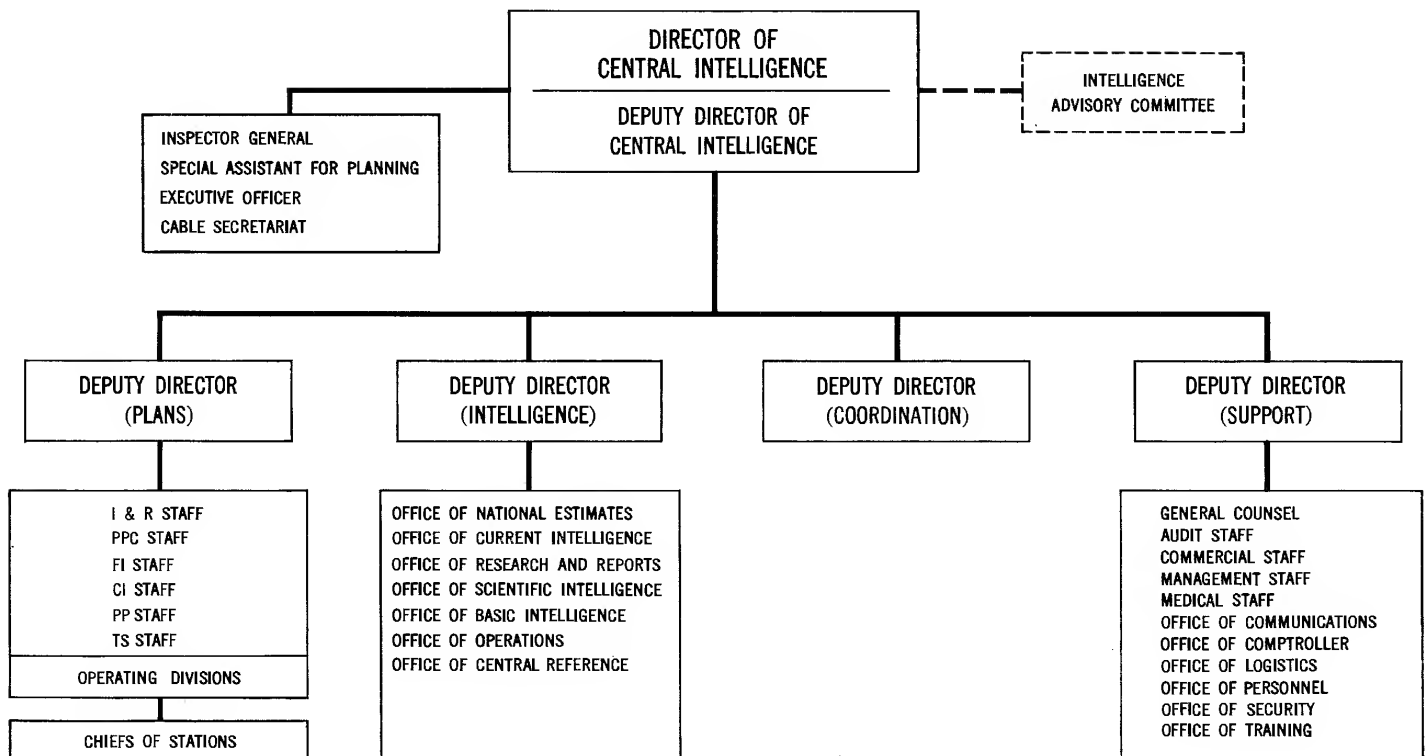 DIRECTOR OF
CENTRAL INTELLIGENCE
DEPUTY DIRECTOR OF
CENTRAL INTELLIGENCE
INTELLIGENCE
ADVISORY COMMITTEE
INSPECTOR GENERAL
SPECIAL ASSISTANT FOR PLANNING
EXECUTIVE OFFICER
CABLE SECRETARIAT
DEPUTY DIRECTOR
(PLANS)
I & R STAFF
PPC STAFF
FI STAFF
CI STAFF
PP STAFF
TS STAFF
OPERATING DIVISIONS
CHIEFS OF STATIONS
DEPUTY DIRECTOR
(INTELLIGENCE)
OFFICE OF NATIONAL ESTIMATES
OFFICE OF CURRENT INTELLIGENCE
OFFICE OF RESEARCH AND REPORTS
OFFICE OF SCIENTIFIC INTELLIGENCE
OFFICE OF BASIC INTELLIGENCE
OFFICE OF OPERATIONS
OFFICE OF CENTRAL REFERENCE
DEPUTY DIRECTOR
(COORDINATION)
DEPUTY DIRECTOR
(SUPPORT)
GENERAL COUNSEL
AUDIT STAFF
COMMERCIAL STAFF
MANAGEMENT STAFF
MEDICAL STAFF
OFFICE OF COMMUNICATIONS
OFFICE OF COMPTROLLER
OFFICE OF LOGISTICS
OFFICE OF PERSONNEL
OFFICE OF SECURITY
OFFICE OF TRAINING